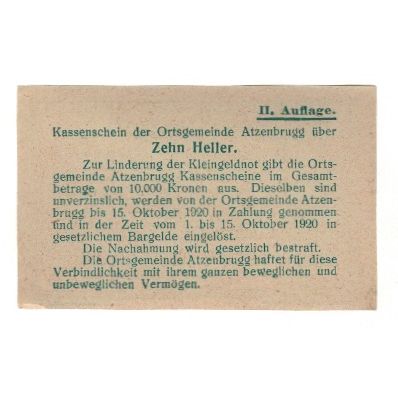 II. Auflage.
Kassenschein der Ortsgemeinde Atzenbrugg über
Zehn Heller.
Zur Linderung der Kleingeldnot gibt die Orts-
gemeinde Atzenbrugg Kassenscheine im Gesamt-
betrage von 10.000 Kronen aus. Dieselben sind
unverzinslich, werden von der Ortsgemeinde Atzen-
brugg bis 15. Oktober 1920 in Zahlung genommen
und in der Zeit vom 1. bis 15. Oktober 1920 in
gesetzlichem Bargelde eingelöst.
Die Nachahmung wird gesetzlich bestraft.
Die Ortsgemeinde Atzenbrugg haftet für diese
Verbindlichkeit mit ihrem ganzen beweglichen und
unbeweglichen Vermögen.